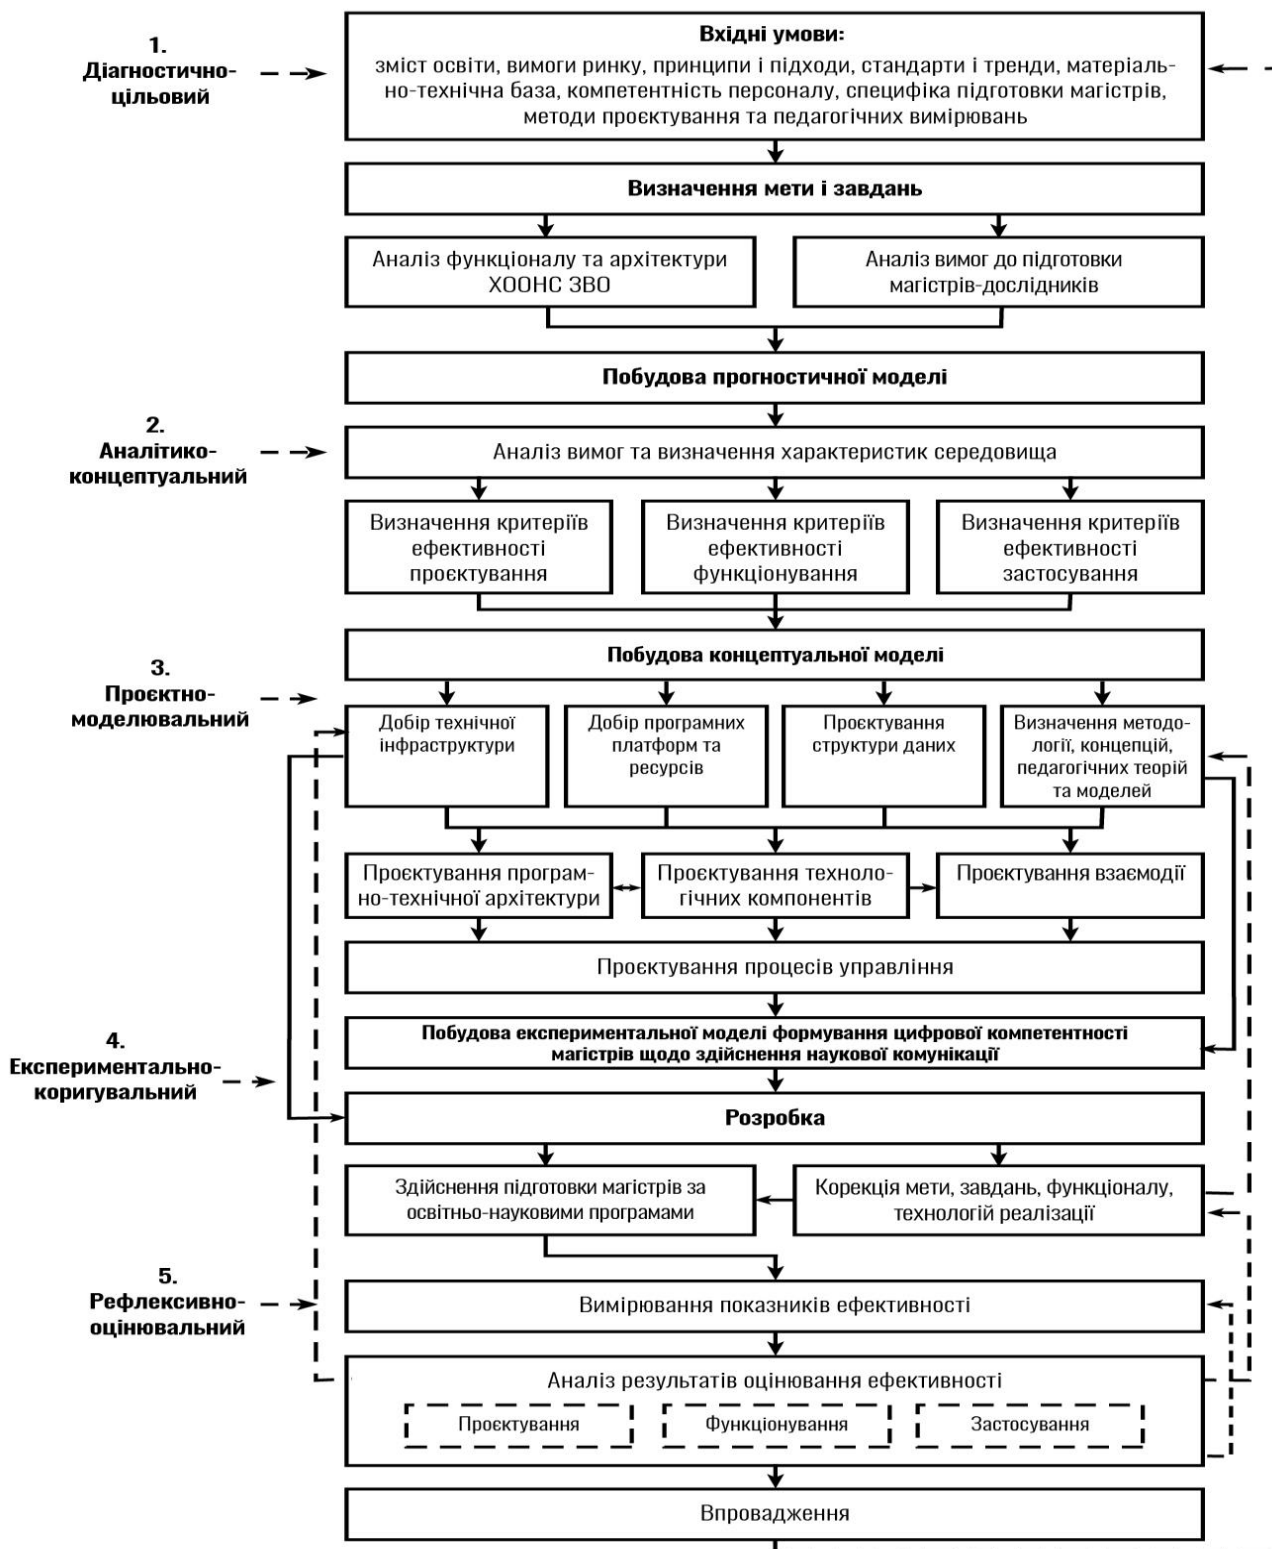 1.
Діагностично-
цільовий
Вхідні умови:
зміст освіти, вимоги ринку, принципи і підходи, стандарти і тренди, матеріаль-
но-технічна база, компетентність персоналу, специфіка підготовки магістрів,
методи проєктування та педагогічних вимірювань
Визначення мети і завдань
Аналіз функціоналу та архітектури
ХООНС ЗВО
Аналіз вимог до підготовки
магістрів-дослідників
Побудова прогностичної моделі
2.
Аналітико-
концептуальний
Аналіз вимог та визначення характеристик середовища
Визначення критеріїв
ефективності
проєктування
Визначення критеріїв
ефективності
функціонування
Визначення критеріїв
ефективності
застосування
Побудова концептуальної моделі
3.
Проєктно-
моделювальний
Добір технічної
інфраструктури
Добір програмних
платформ та
ресурсів
Проєктування
структури даних
Визначення методо-
логії, концепцій,
педагогічних теорій
та моделей
Проєктування програм-
но-технічної архітектури
Проєктування техноло-
гічних компонентів
Проєктування взаємодії
Проєктування процесів управління
4.
Експериментально-
коригувальний
Побудова експериментальної моделі формування цифрової компетентності
магістрів щодо здійснення наукової комунікації
Розробка
Здійснення підготовки магістрів за
освітньо-науковими програмами
Корекція мети, завдань, функціоналу,
технологій реалізації
5.
Рефлексивно-
оцінювальний
Вимірювання показників ефективності
Аналіз результатів оцінювання ефективності
Проєктування
Функціонування
Застосування
Впровадження